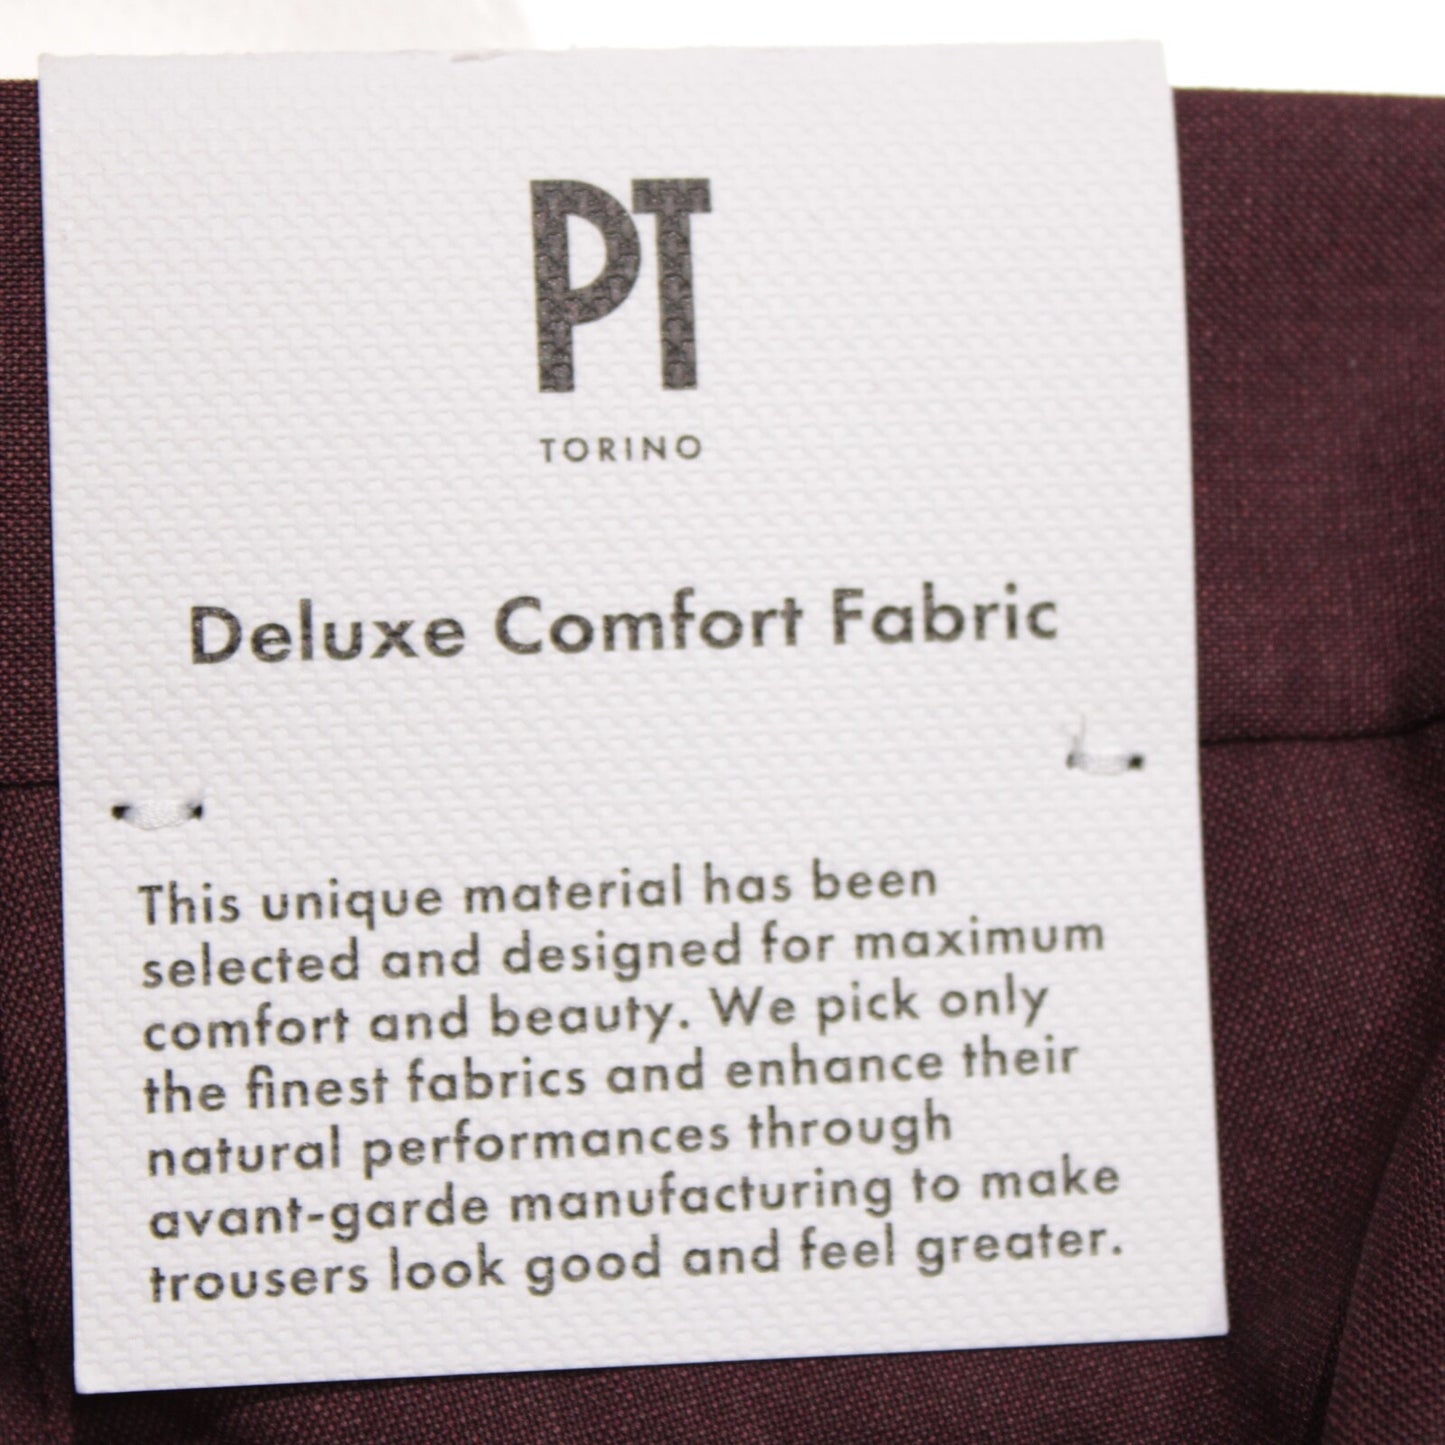 PT
TORINO
Deluxe Comfort Fabric
This unique material has been
selected and designed for maximum
comfort and beauty. We pick only
the finest fabrics and enhance their
natural performances through
avant-garde manufacturing to make
trousers look good and feel greater.